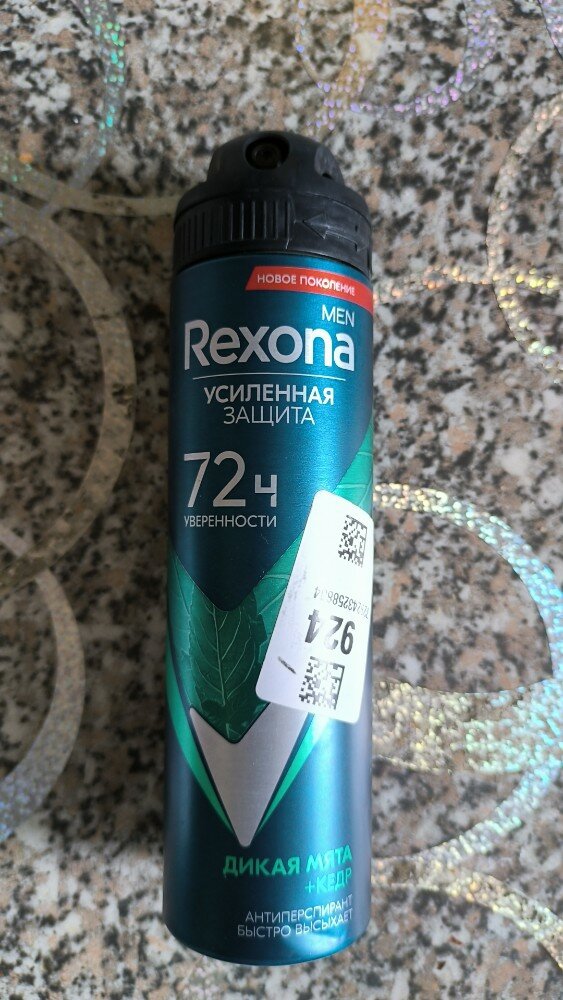 НОВОЕ ПОКОЛЕНИЕ
MEN
Rexona
УСИЛЕННАЯ
ЗАЩИТА
72ч
УВЕРЕННОСТИ
924
ДИКАЯ МЯТА
+КЕДР
АНТИПЕРСПИРАНТ
БЫСТРО ВЫСЫХАЕТ